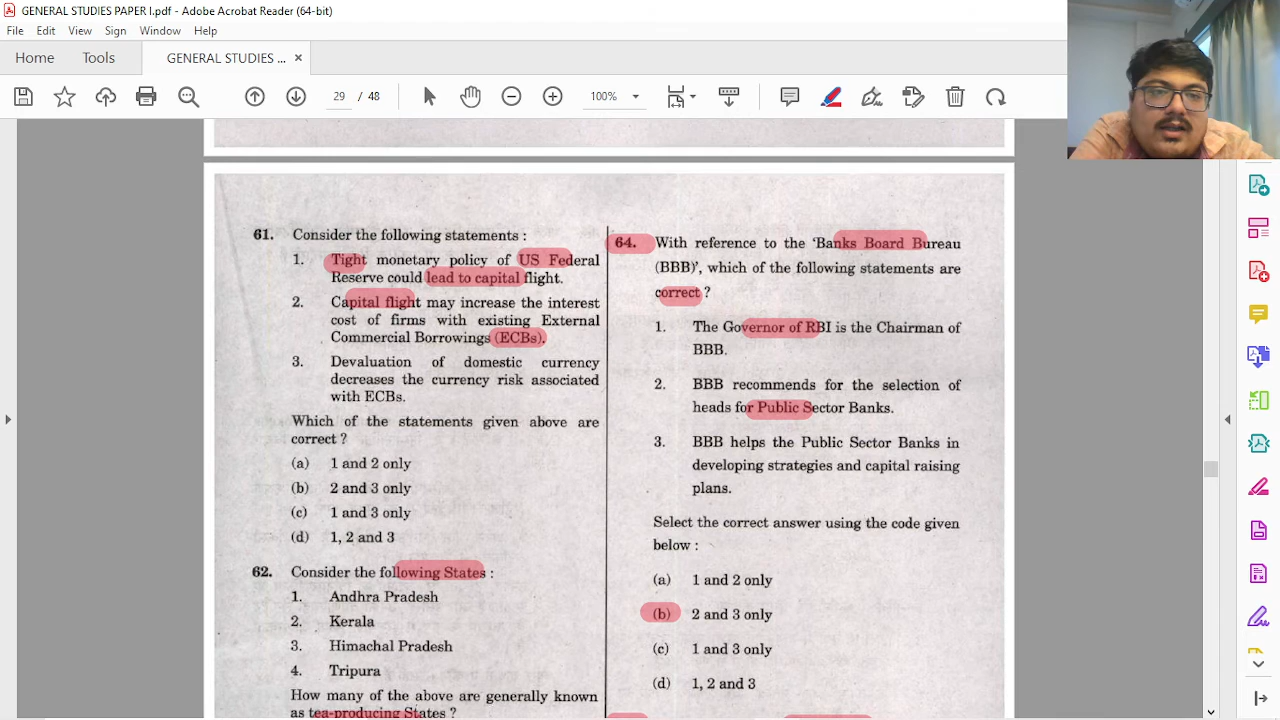 GENERAL STUDIES PAPER I.pdf - Adobe Acrobat Reader (64-bit)
File Edit View Sign Window Help
Home Tools GENERAL STUDIES ... ×
29 / 48 100%
61. Consider the following statements :
1. Tight monetary policy of US Federal
Reserve could lead to capital flight.
2. Capital flight may increase the interest
cost of firms with existing External
Commercial Borrowings (ECBs).
3. Devaluation of domestic currency
decreases the currency risk associated
with ECBs.
Which of the statements given above are
correct ?
(a) 1 and 2 only
(b) 2 and 3 only
(c) 1 and 3 only
(d) 1, 2 and 3
62. Consider the following States :
1. Andhra Pradesh
2. Kerala
3. Himachal Pradesh
4. Tripura
How many of the above are generally known
as tea-producing States ?
64. With reference to the 'Banks Board Bureau
(BBB)', which of the following statements are
correct ?
1. The Governor of RBI is the Chairman of
BBB.
2. BBB recommends for the selection of
heads for Public Sector Banks.
3. BBB helps the Public Sector Banks in
developing strategies and capital raising
plans.
Select the correct answer using the code given
below :
(a) 1 and 2 only
(b) 2 and 3 only
(c) 1 and 3 only
(d) 1, 2 and 3